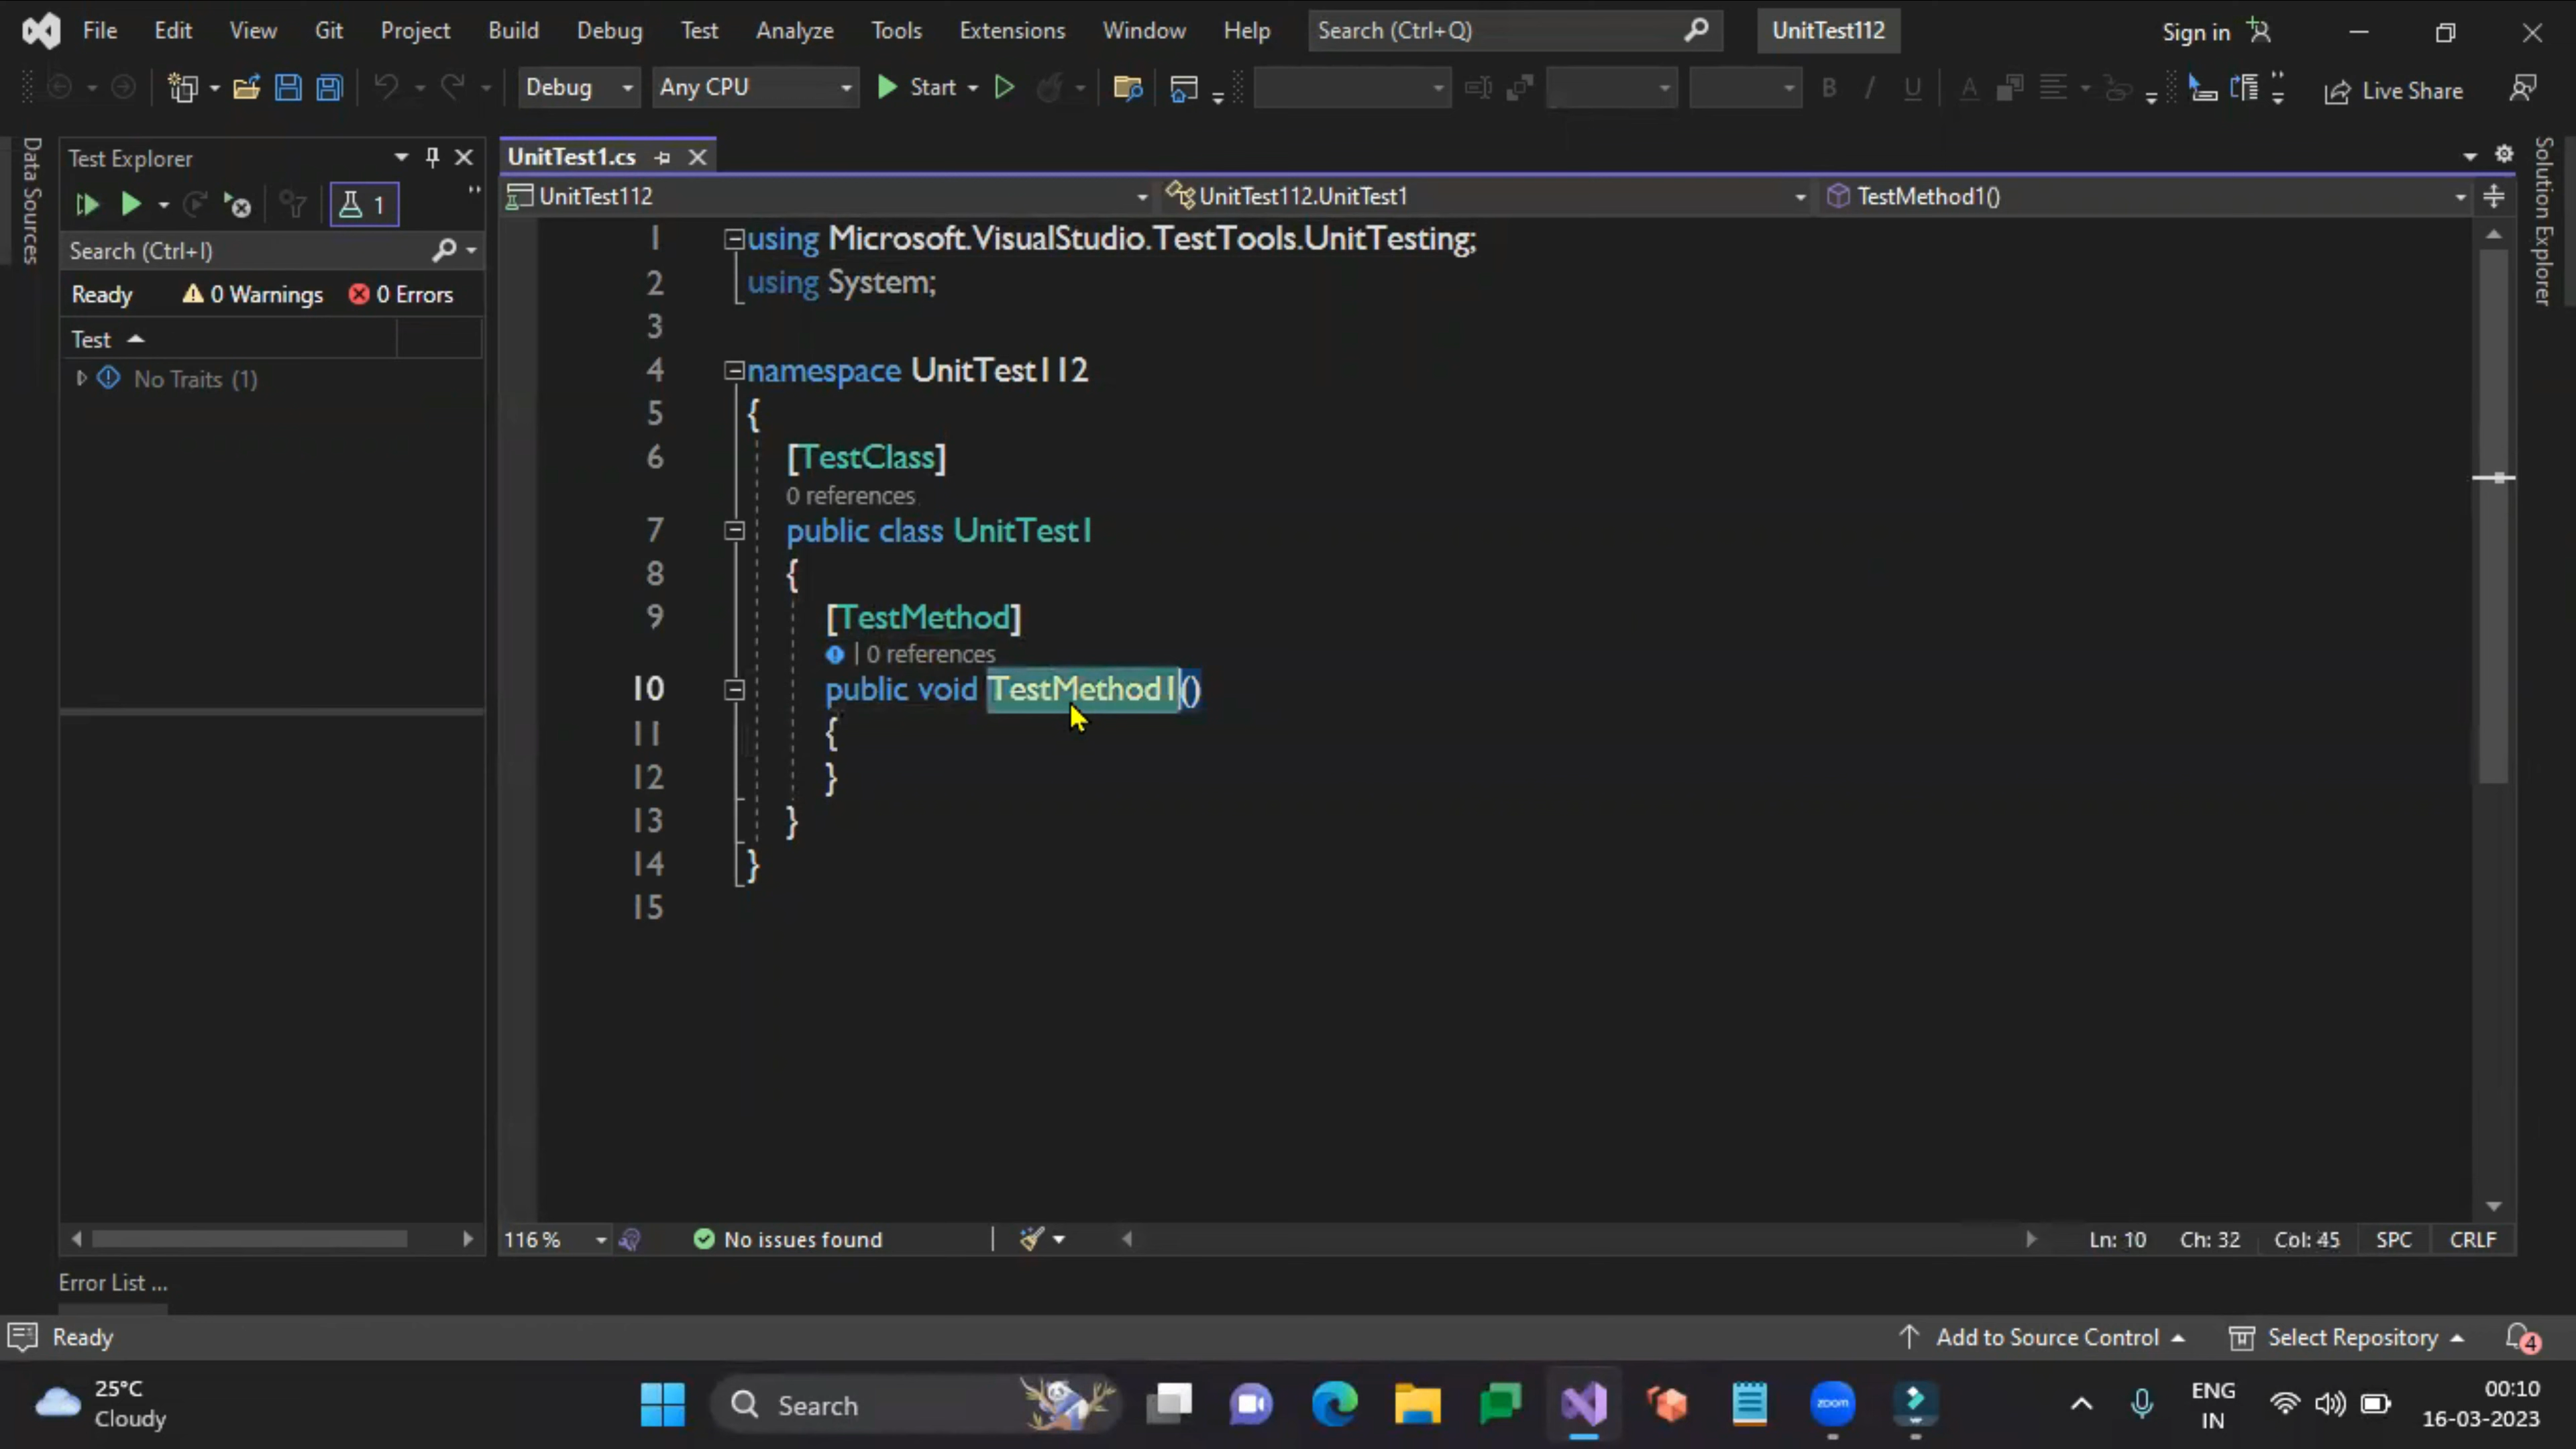 File Edit View Git Project Build Debug Test Analyze Tools Extensions Window Help Search (Ctrl+Q) UnitTest112 Sign in
Debug Any CPU Start Live Share
Data Sources
Test Explorer
1
Search (Ctrl+I)
Ready 0 Warnings 0 Errors
Test
No Traits (1)
UnitTest1.cs
UnitTest112 UnitTest112.UnitTest1 TestMethod1()
1 using Microsoft.VisualStudio.TestTools.UnitTesting;
2 using System;
3
4 namespace UnitTest112
5 {
6 [TestClass]
0 references
7 public class UnitTest1
8 {
9 [TestMethod]
| 0 references
10 public void TestMethod1()
11 {
12 }
13 }
14 }
15
Solution Explorer
116 % No issues found Ln: 10 Ch: 32 Col: 45 SPC CRLF
Error List ...
Ready Add to Source Control Select Repository 4
25°C
Cloudy
Search
zoom
ENG
IN
00:10
16-03-2023